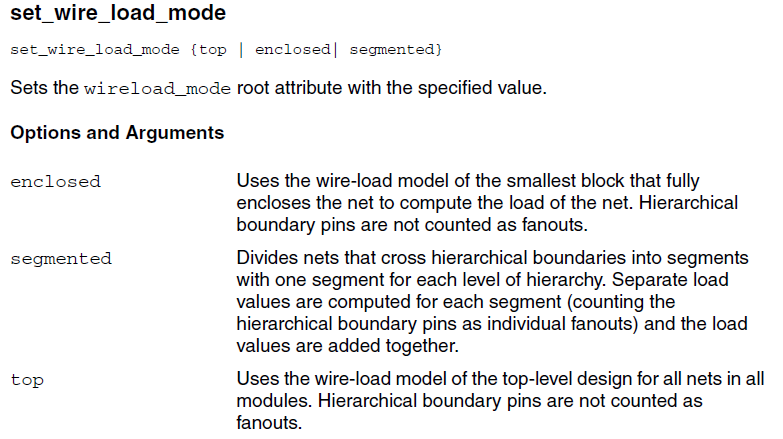 set_wire_load_mode
set_wire_load_mode {top | enclosed| segmented}
Sets the wireload_mode root attribute with the specified value.
Options and Arguments
enclosed
Uses the wire-load model of the smallest block that fully
encloses the net to compute the load of the net. Hierarchical
boundary pins are not counted as fanouts.
segmented
Divides nets that cross hierarchical boundaries into segments
with one segment for each level of hierarchy. Separate load
values are computed for each segment (counting the
hierarchical boundary pins as individual fanouts) and the load
values are added together.
top
Uses the wire-load model of the top-level design for all nets in all
modules. Hierarchical boundary pins are not counted as
fanouts.